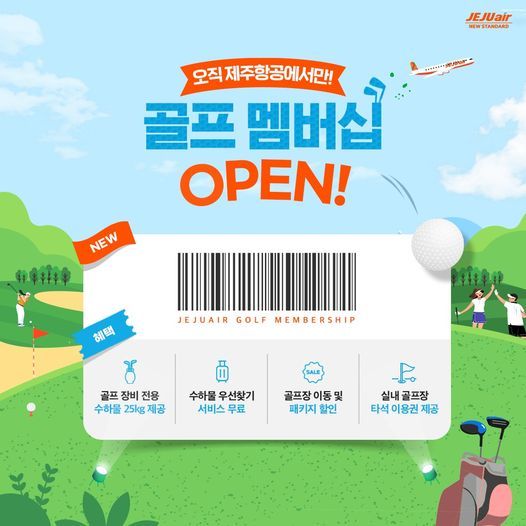 JEJUair
NEW STANDARD
오직 제주항공에서만!
골프 멤버십
OPEN!
NEW
JEJUAIR GOLF MEMBERSHIP
혜택
골프 장비 전용
수하물 25kg 제공
수하물 우선찾기
서비스 무료
SALE
골프장 이동 및
패키지 할인
실내 골프장
타석 이용권 제공